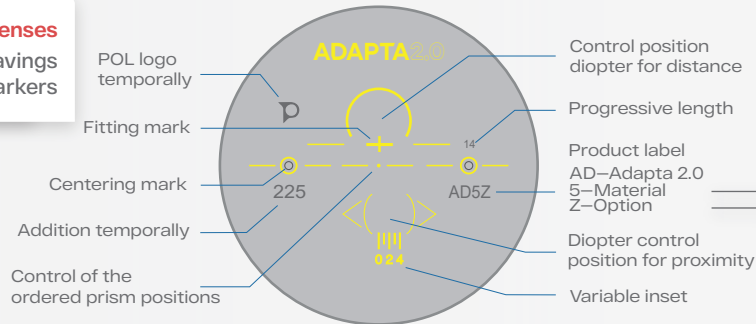 enses
avings
arkers
POL logo
temporally
Fitting mark
Centering mark
Addition temporally
Control of the
ordered prism positions
ADAPTA2.0
14
225
AD5Z
024
Control position
diopter for distance
Progressive length
Product label
AD–Adapta 2.0
5–Material
Z–Option
Diopter control
position for proximity
Variable inset